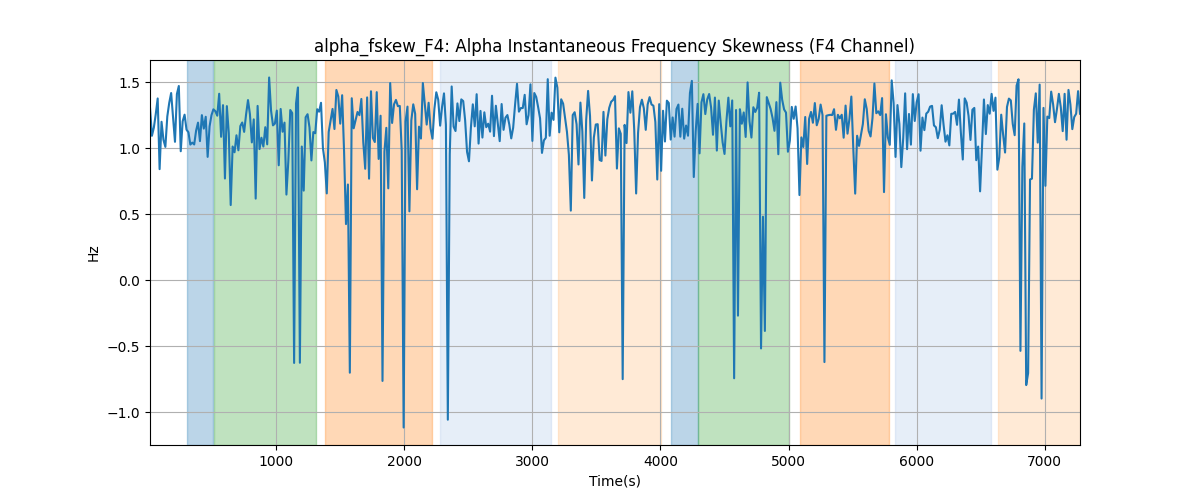 alpha_fskew_F4: Alpha Instantaneous Frequency Skewness (F4 Channel)
Hz
1.5
1.0
0.5
0.0
−0.5
−1.0
1000 2000 3000 4000 5000 6000 7000
Time(s)